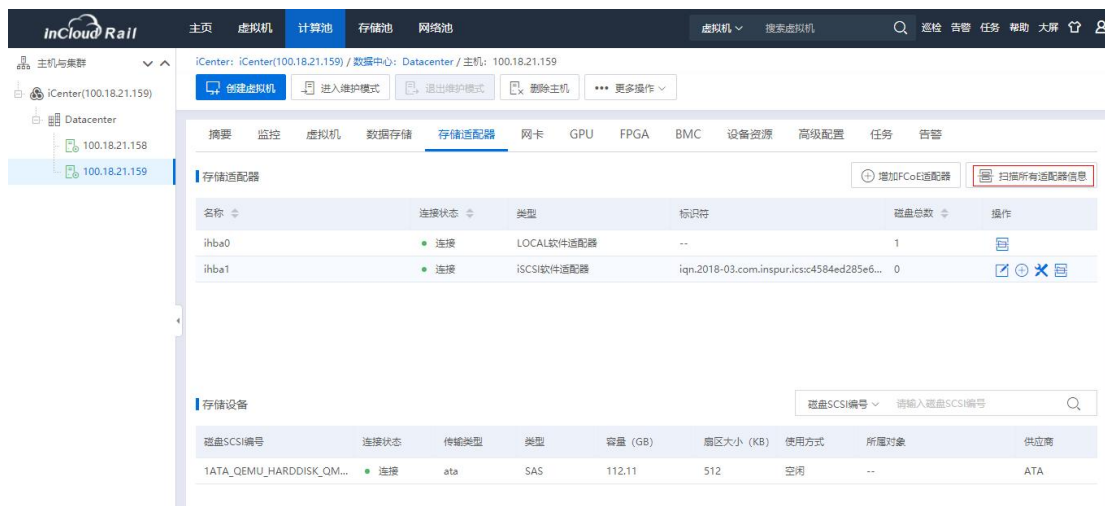 inCloud Rail 主页 虚拟机 计算池 存储池 网络池 虚拟机 搜索虚拟机 巡检 告警 任务 帮助 大屏
主机与集群
iCenter(100.18.21.159)
Datacenter
100.18.21.158
100.18.21.159
iCenter: iCenter(100.18.21.159) / 数据中心: Datacenter / 主机: 100.18.21.159
创建虚拟机 进入维护模式 退出维护模式 删除主机 ••• 更多操作
摘要 监控 虚拟机 数据存储 存储适配器 网卡 GPU FPGA BMC 设备资源 高级配置 任务 告警
存储适配器 增加FCoE适配器 扫描所有适配器信息
名称 连接状态 类型 标识符 磁盘总数 操作
ihba0 连接 LOCAL软件适配器 -- 1
ihba1 连接 iSCSI软件适配器 iqn.2018-03.com.inspur.ics:c4584ed285e6... 0
存储设备 磁盘SCSI编号 请输入磁盘SCSI编号
磁盘SCSI编号 连接状态 传输类型 类型 容量 (GB) 扇区大小 (KB) 使用方式 所属对象 供应商
1ATA_QEMU_HARDDISK_QM... 连接 ata SAS 112.11 512 空闲 -- ATA